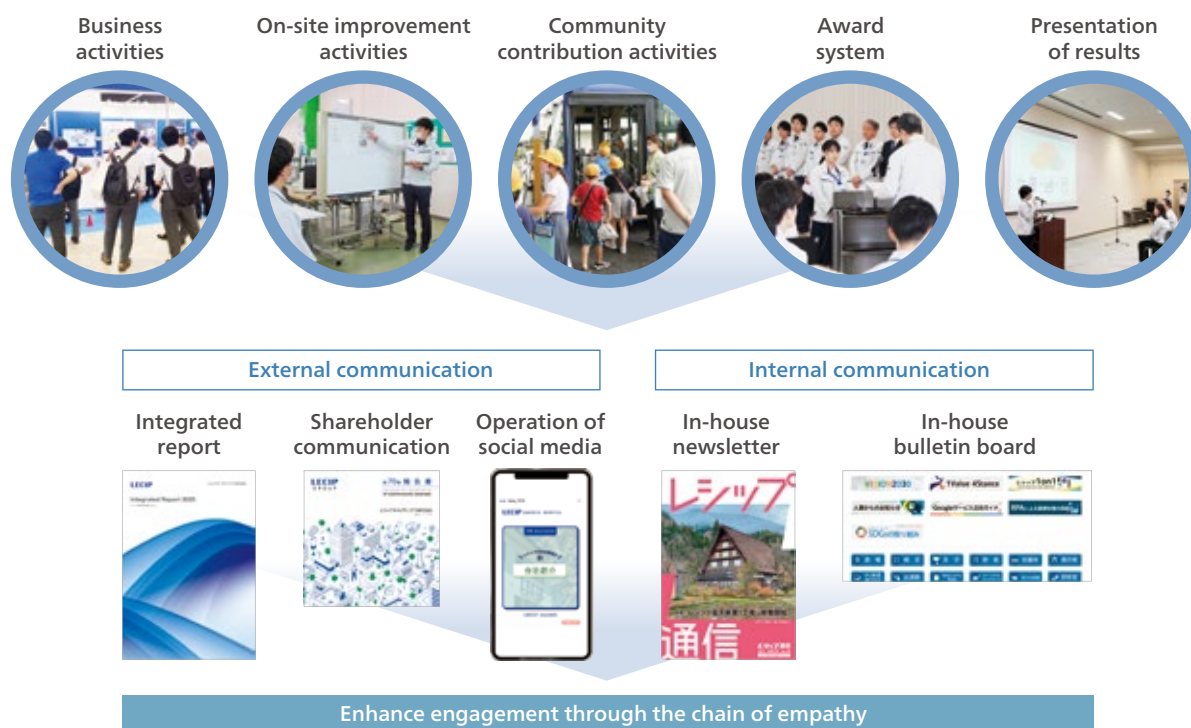 Business
activities
On-site improvement
activities
Community
contribution activities
Award
system
Presentation
of results
External communication
Internal communication
Integrated
report
Shareholder
communication
Operation of
social media
In-house
newsletter
In-house
bulletin board
LECIP
Integrated Report 2020
LECIP
レシップ
通信
VISION2030
Enhance engagement through the chain of empathy